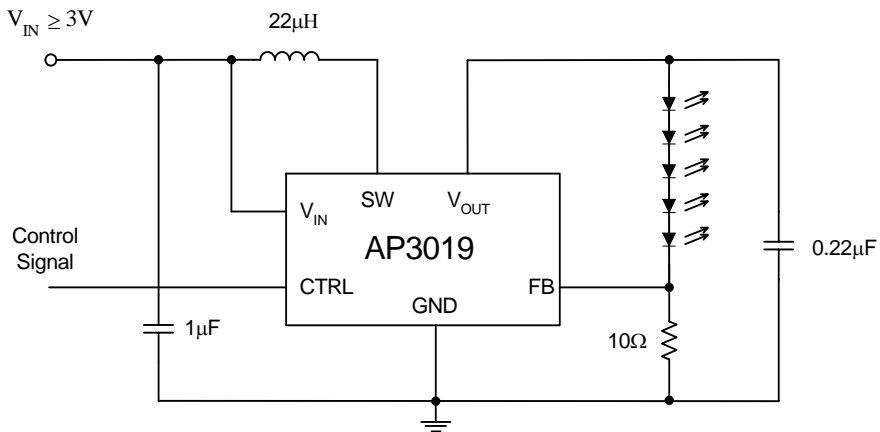 V_IN ≥ 3V
22μH
SW
V_OUT
V_IN
AP3019
Control
Signal
CTRL
FB
GND
0.22μF
1μF
10Ω